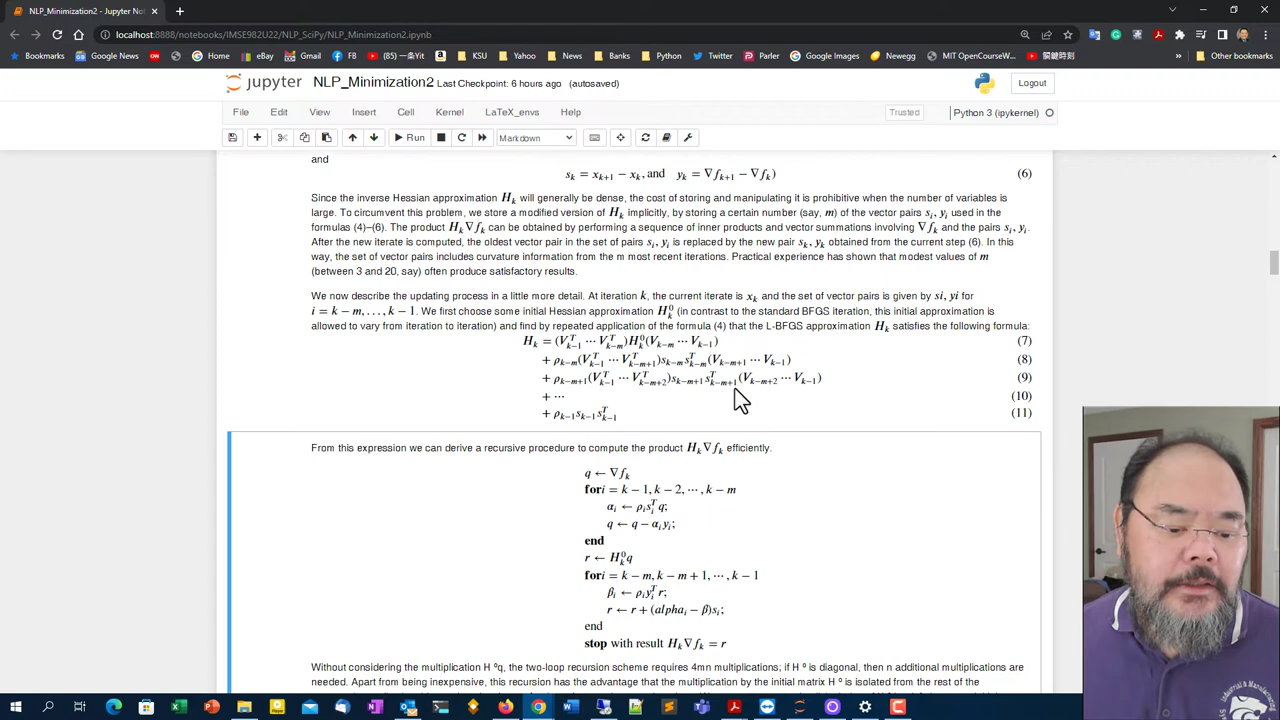 NLP_Minimization2 - Jupyter Not
localhost:8888/notebooks/IMSE982U22/NLP_SciPy/NLP_Minimization2.ipynb
Bookmarks Google News CNN KSU GM Gmail FB (85) 一条Yit KSU Yahoo News Banks Python Twitter Parler Google Images Newegg MIT OpenCourseW... 關鍵時刻 » Other bookmarks
jupyter NLP_Minimization2 Last Checkpoint: 6 hours ago (autosaved) Logout
File Edit View Insert Cell Kernel LaTeX_envs Help Trusted Python 3 (ipykernel)
Run Markdown
and
s_k = x_{k+1} − x_k, and y_k = ∇f_{k+1} − ∇f_k) (6)
Since the inverse Hessian approximation H_k will generally be dense, the cost of storing and manipulating it is prohibitive when the number of variables is
large. To circumvent this problem, we store a modified version of H_k implicitly, by storing a certain number (say, m) of the vector pairs s_i, y_i used in the
formulas (4)–(6). The product H_k∇f_k can be obtained by performing a sequence of inner products and vector summations involving ∇f_k and the pairs s_i, y_i.
After the new iterate is computed, the oldest vector pair in the set of pairs s_i, y_i is replaced by the new pair s_k, y_k obtained from the current step (6). In this
way, the set of vector pairs includes curvature information from the m most recent iterations. Practical experience has shown that modest values of m
(between 3 and 20, say) often produce satisfactory results.
We now describe the updating process in a little more detail. At iteration k, the current iterate is x_k and the set of vector pairs is given by si, yi for
i = k − m, . . . , k − 1. We first choose some initial Hessian approximation H_k^0 (in contrast to the standard BFGS iteration, this initial approximation is
allowed to vary from iteration to iteration) and find by repeated application of the formula (4) that the L-BFGS approximation H_k satisfies the following formula:
H_k = (V_{k−1}^T ⋯ V_{k−m}^T)H_k^0(V_{k−m} ⋯ V_{k−1}) (7)
+ ρ_{k−m}(V_{k−1}^T ⋯ V_{k−m+1}^T)s_{k−m}s_{k−m}^T(V_{k−m+1} ⋯ V_{k−1}) (8)
+ ρ_{k−m+1}(V_{k−1}^T ⋯ V_{k−m+2}^T)s_{k−m+1}s_{k−m+1}^T(V_{k−m+2} ⋯ V_{k−1}) (9)
+ ⋯ (10)
+ ρ_{k−1}s_{k−1}s_{k−1}^T (11)
From this expression we can derive a recursive procedure to compute the product H_k∇f_k efficiently.
q ← ∇f_k
for i = k − 1, k − 2, ⋯ , k − m
α_i ← ρ_i s_i^T q;
q ← q − α_i y_i;
end
r ← H_k^0 q
for i = k − m, k − m + 1, ⋯ , k − 1
β_i ← ρ_i y_i^T r;
r ← r + (alpha_i − β)s_i;
end
stop with result H_k∇f_k = r
Without considering the multiplication H ⁰q, the two-loop recursion scheme requires 4mn multiplications; if H ⁰ is diagonal, then n additional multiplications are
needed. Apart from being inexpensive, this recursion has the advantage that the multiplication by the initial matrix H ⁰ is isolated from the rest of the